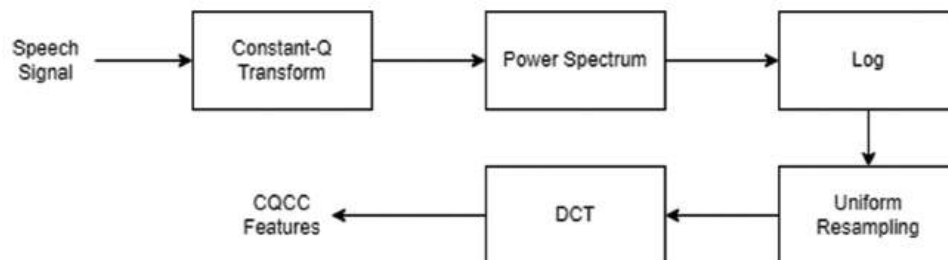 Speech
Signal
Constant-Q
Transform
Power Spectrum
Log
Uniform
Resampling
DCT
CQCC
Features